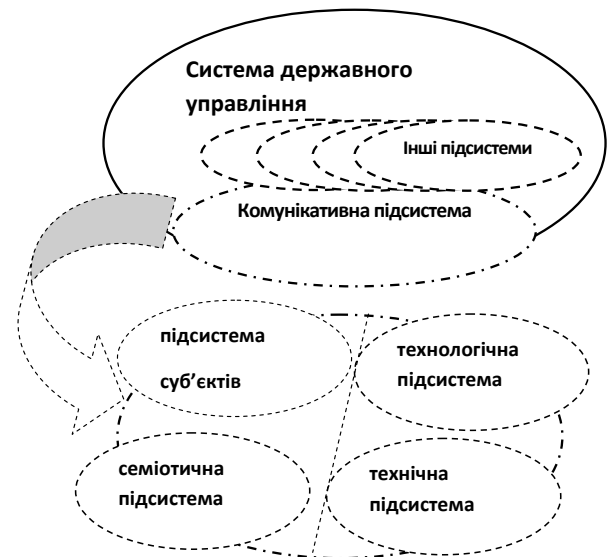 Система державного
управління
Інші підсистеми
Комунікативна підсистема
підсистема
суб’єктів
технологічна
підсистема
семіотична
підсистема
технічна
підсистема